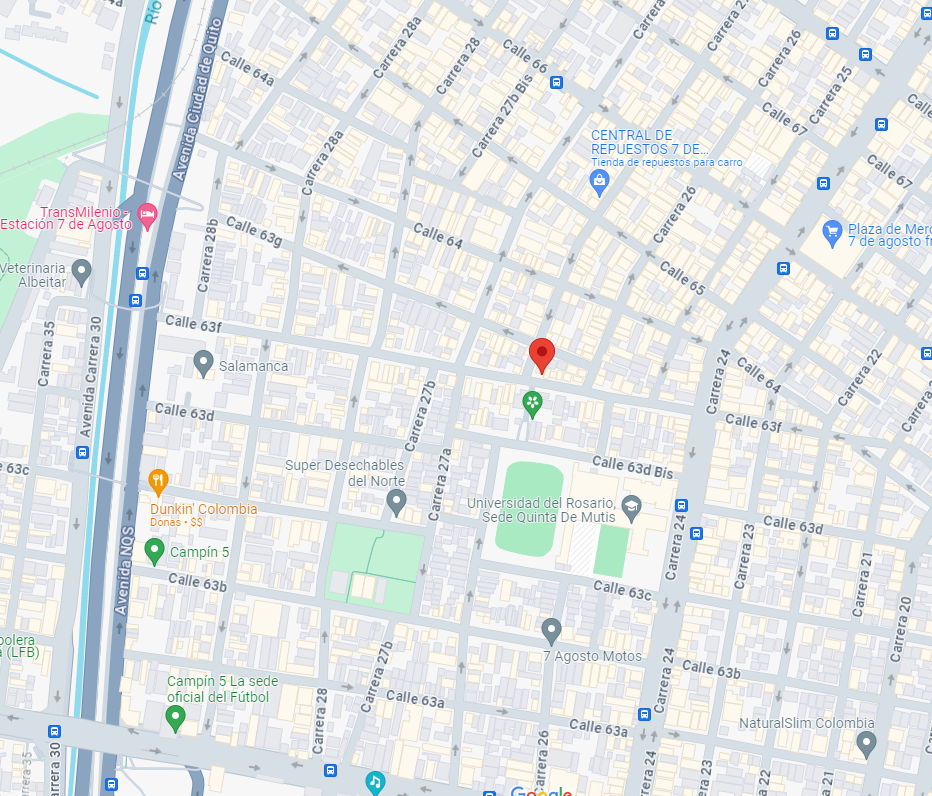 4a
Río
Avenida Ciudad de Quito
Calle 64a
Carrera 28a
Carrera 28
Calle 66
Carrera 27b Bis
Carrera 27
Carrera 26
Carrera 25
Calle 67
Calle 67
CENTRAL DE
REPUESTOS 7 DE...
Tienda de repuestos para carro
Carrera 28a
Carrera 26
TransMilenio -
Estación 7 de Agosto
Calle 63g
Calle 64
Plaza de Merc
7 de agosto fr
Carrera 28b
Veterinaria
Albeitar
Calle 65
Carrera 35
Avenida Carrera 30
Calle 63f
Salamanca
Carrera 24
Calle 64
Carrera 22
Carrera
Calle 63d
Carrera 27b
Calle 63f
Carrera 27a
e 63c
Super Desechables
del Norte
Calle 63d Bis
Dunkin' Colombia
Donas • $$
Universidad del Rosario,
Sede Quinta De Mutis
Calle 63d
Avenida NQS
Campín 5
Carrera 24
Carrera 23
Carrera 21
Calle 63b
Calle 63c
Carrera 20
bolera
a (LFB)
7 Agosto Motos
Carrera 27b
Calle 63b
Carrera 24
Campín 5 La sede
oficial del Fútbol
Carrera 28
Calle 63a
Calle 63a
NaturalSlim Colombia
Carrera 35
Carrera 30
Carrera 26
24
23
22
21
Google